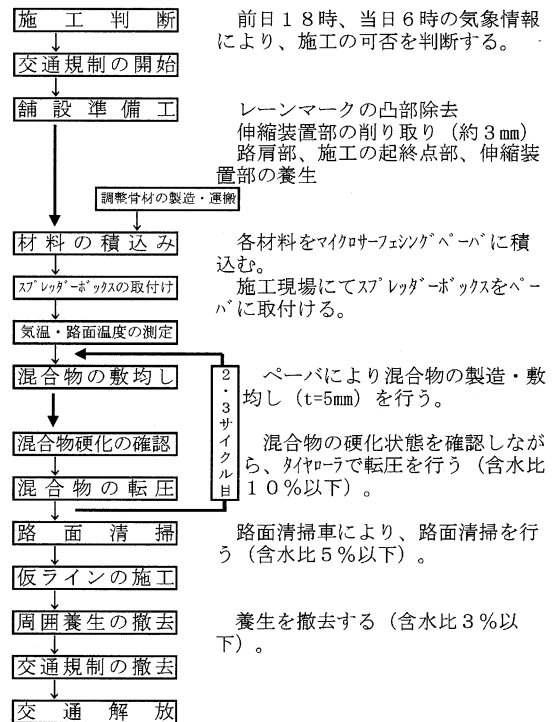 施工判断
前日18時、当日6時の気象情報
により、施工の可否を判断する。
交通規制の開始
舗設準備工
レーンマークの凸部除去
伸縮装置部の削り取り（約3㎜）
路肩部、施工の起終点部、伸縮装
置部の養生
調整骨材の製造・運搬
材料の積込み
各材料をﾏｲｸﾛｻｰﾌｪｼﾝｸﾞﾍﾟｰﾊﾞに積
込む。
ｽﾌﾟﾚｯﾀﾞｰﾎﾞｯｸｽの取付け
施工現場にてｽﾌﾟﾚｯﾀﾞｰﾎﾞｯｸｽをﾍﾟｰ
ﾊﾞに取付ける。
気温・路面温度の測定
混合物の敷均し
ペーバにより混合物の製造・敷
均し（t=5mm）を行う。
2・3サイクル目
混合物硬化の確認
混合物の硬化状態を確認しなが
ら、ﾀｲﾔﾛｰﾗで転圧を行う（含水比
10％以下）。
混合物の転圧
路面清掃
路面清掃車により、路面清掃を行
う（含水比5％以下）。
仮ラインの施工
周囲養生の撤去
養生を撤去する（含水比3％以
下）。
交通規制の撤去
交通解放